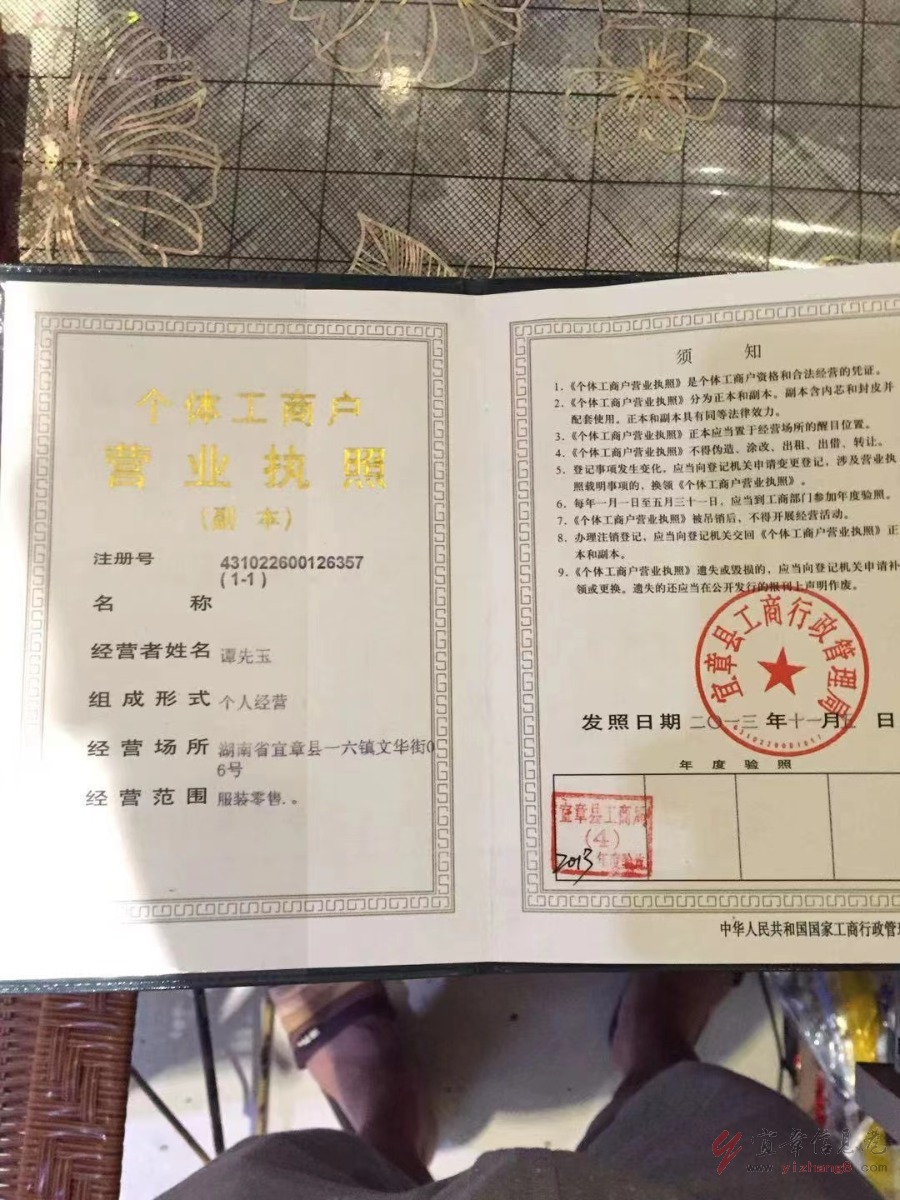 个体工商户
营业执照
（副本）
注册号 431022600126357
(1-1)
名称
经营者姓名 谭先玉
组成形式 个人经营
经营场所 湖南省宜章县一六镇文华街0
6号
经营范围 服装零售.。
须知
1.《个体工商户营业执照》是个体工商户资格和合法经营的凭证。
2.《个体工商户营业执照》分为正本和副本。副本含内芯和封皮并
配套使用。正本和副本具有同等法律效力。
3.《个体工商户营业执照》正本应当置于经营场所的醒目位置。
4.《个体工商户营业执照》不得伪造、涂改、出租、出借、转让。
5.登记事项发生变化，应当向登记机关申请变更登记，涉及营业执
照载明事项的，换领《个体工商户营业执照》。
6.每年一月一日至五月三十一日，应当到工商部门参加年度验照。
7.《个体工商户营业执照》被吊销后，不得开展经营活动。
8.办理注销登记，应当向登记机关交回《个体工商户营业执照》正
本和副本。
9.《个体工商户营业执照》遗失或毁损的，应当向登记机关申请补
领或更换。遗失的还应当在公开发行的报刊上声明作废。
宜章县工商行政管理局
发照日期 二〇一三年十一月 日
年度验照
宜章县工商局
(4)
2013年度验
中华人民共和国国家工商行政管
宜章信息港
www.yizhang8.com